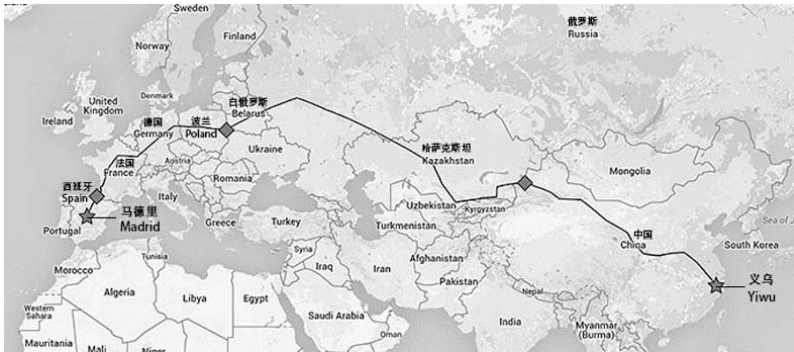 Sweden
俄罗斯
Russia
Finland
Norway
Denmark
United
Kingdom
Ireland
白俄罗斯
Belarus
波兰
Poland
德国
Germany
Ukraine
哈萨克斯坦
Kazakhstan
Mongolia
法国
France
Austria
Romania
西班牙
Spain
Italy
Uzbekistan
Kyrgyzstan
马德里
Madrid
Portugal
Greece
Turkey
Turkmenistan
中国
China
South Korea
Sea of J
Syria
Tunisia
Morocco
Iraq
Iran
Afghanistan
Pakistan
Nepal
义乌
Yiwu
Algeria
Libya
Egypt
Western
Sahara
Saudi Arabia
Oman
India
Myanmar
(Burma)
Mauritania
Mali
Niger